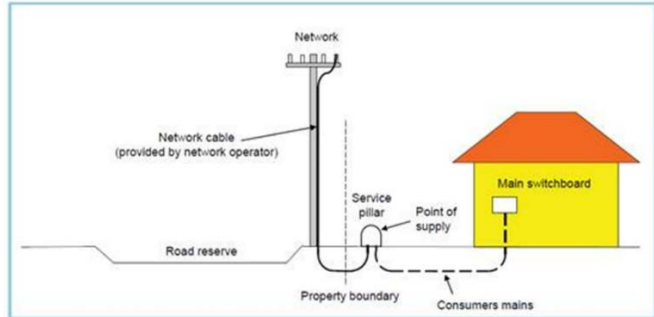 Network
Network cable
(provided by network operator)
Main switchboard
Service
pillar
Point of
supply
Road reserve
Property boundary
Consumers mains